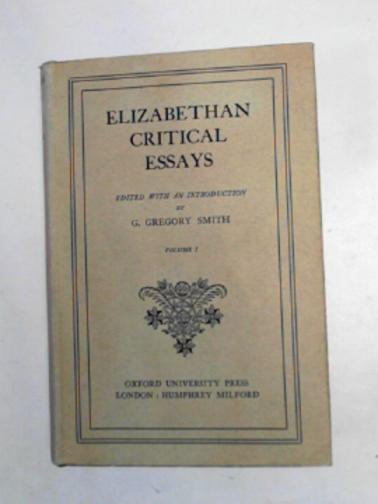 ELIZABETHAN
CRITICAL
ESSAYS
EDITED WITH AN INTRODUCTION
BY
G. GREGORY SMITH
VOLUME I
OXFORD UNIVERSITY PRESS
LONDON : HUMPHREY MILFORD